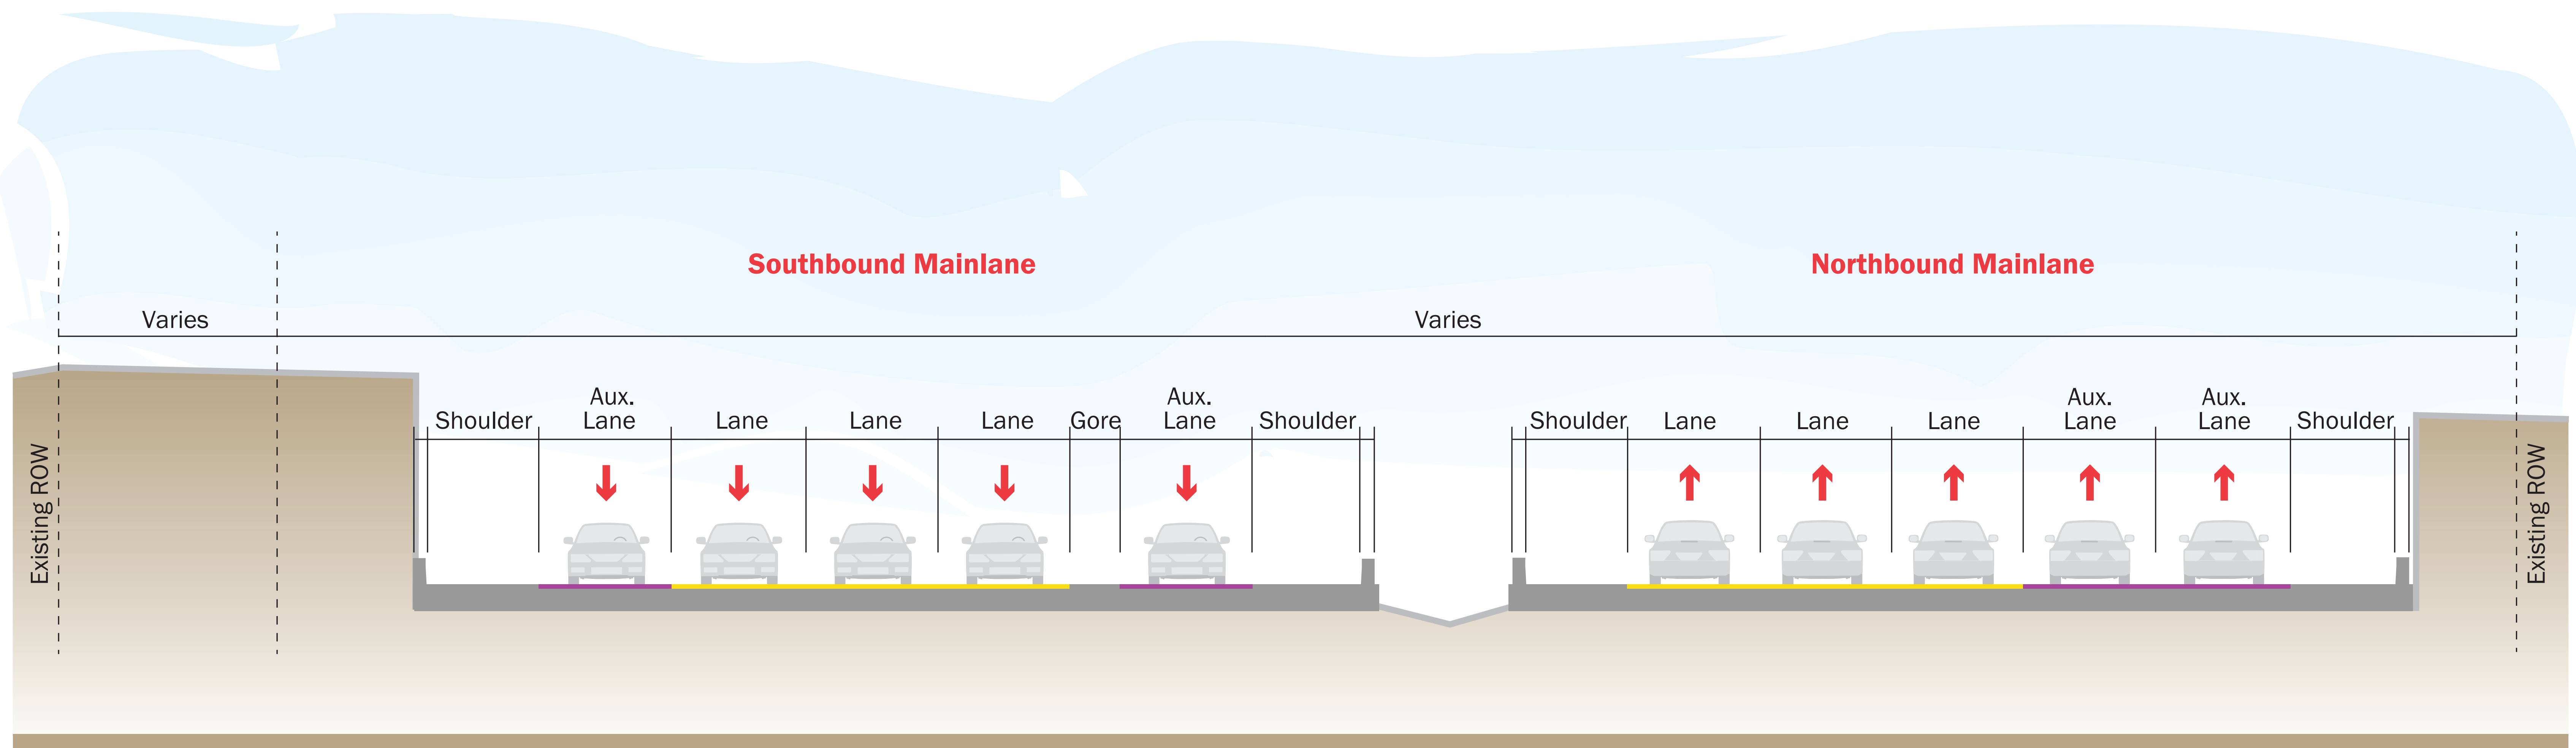 Southbound Mainlane
Northbound Mainlane
Varies
Varies
Existing ROW
Shoulder
Aux.
Lane
Lane
Lane
Lane
Gore
Aux.
Lane
Shoulder
Shoulder
Lane
Lane
Lane
Aux.
Lane
Aux.
Lane
Shoulder
Existing ROW